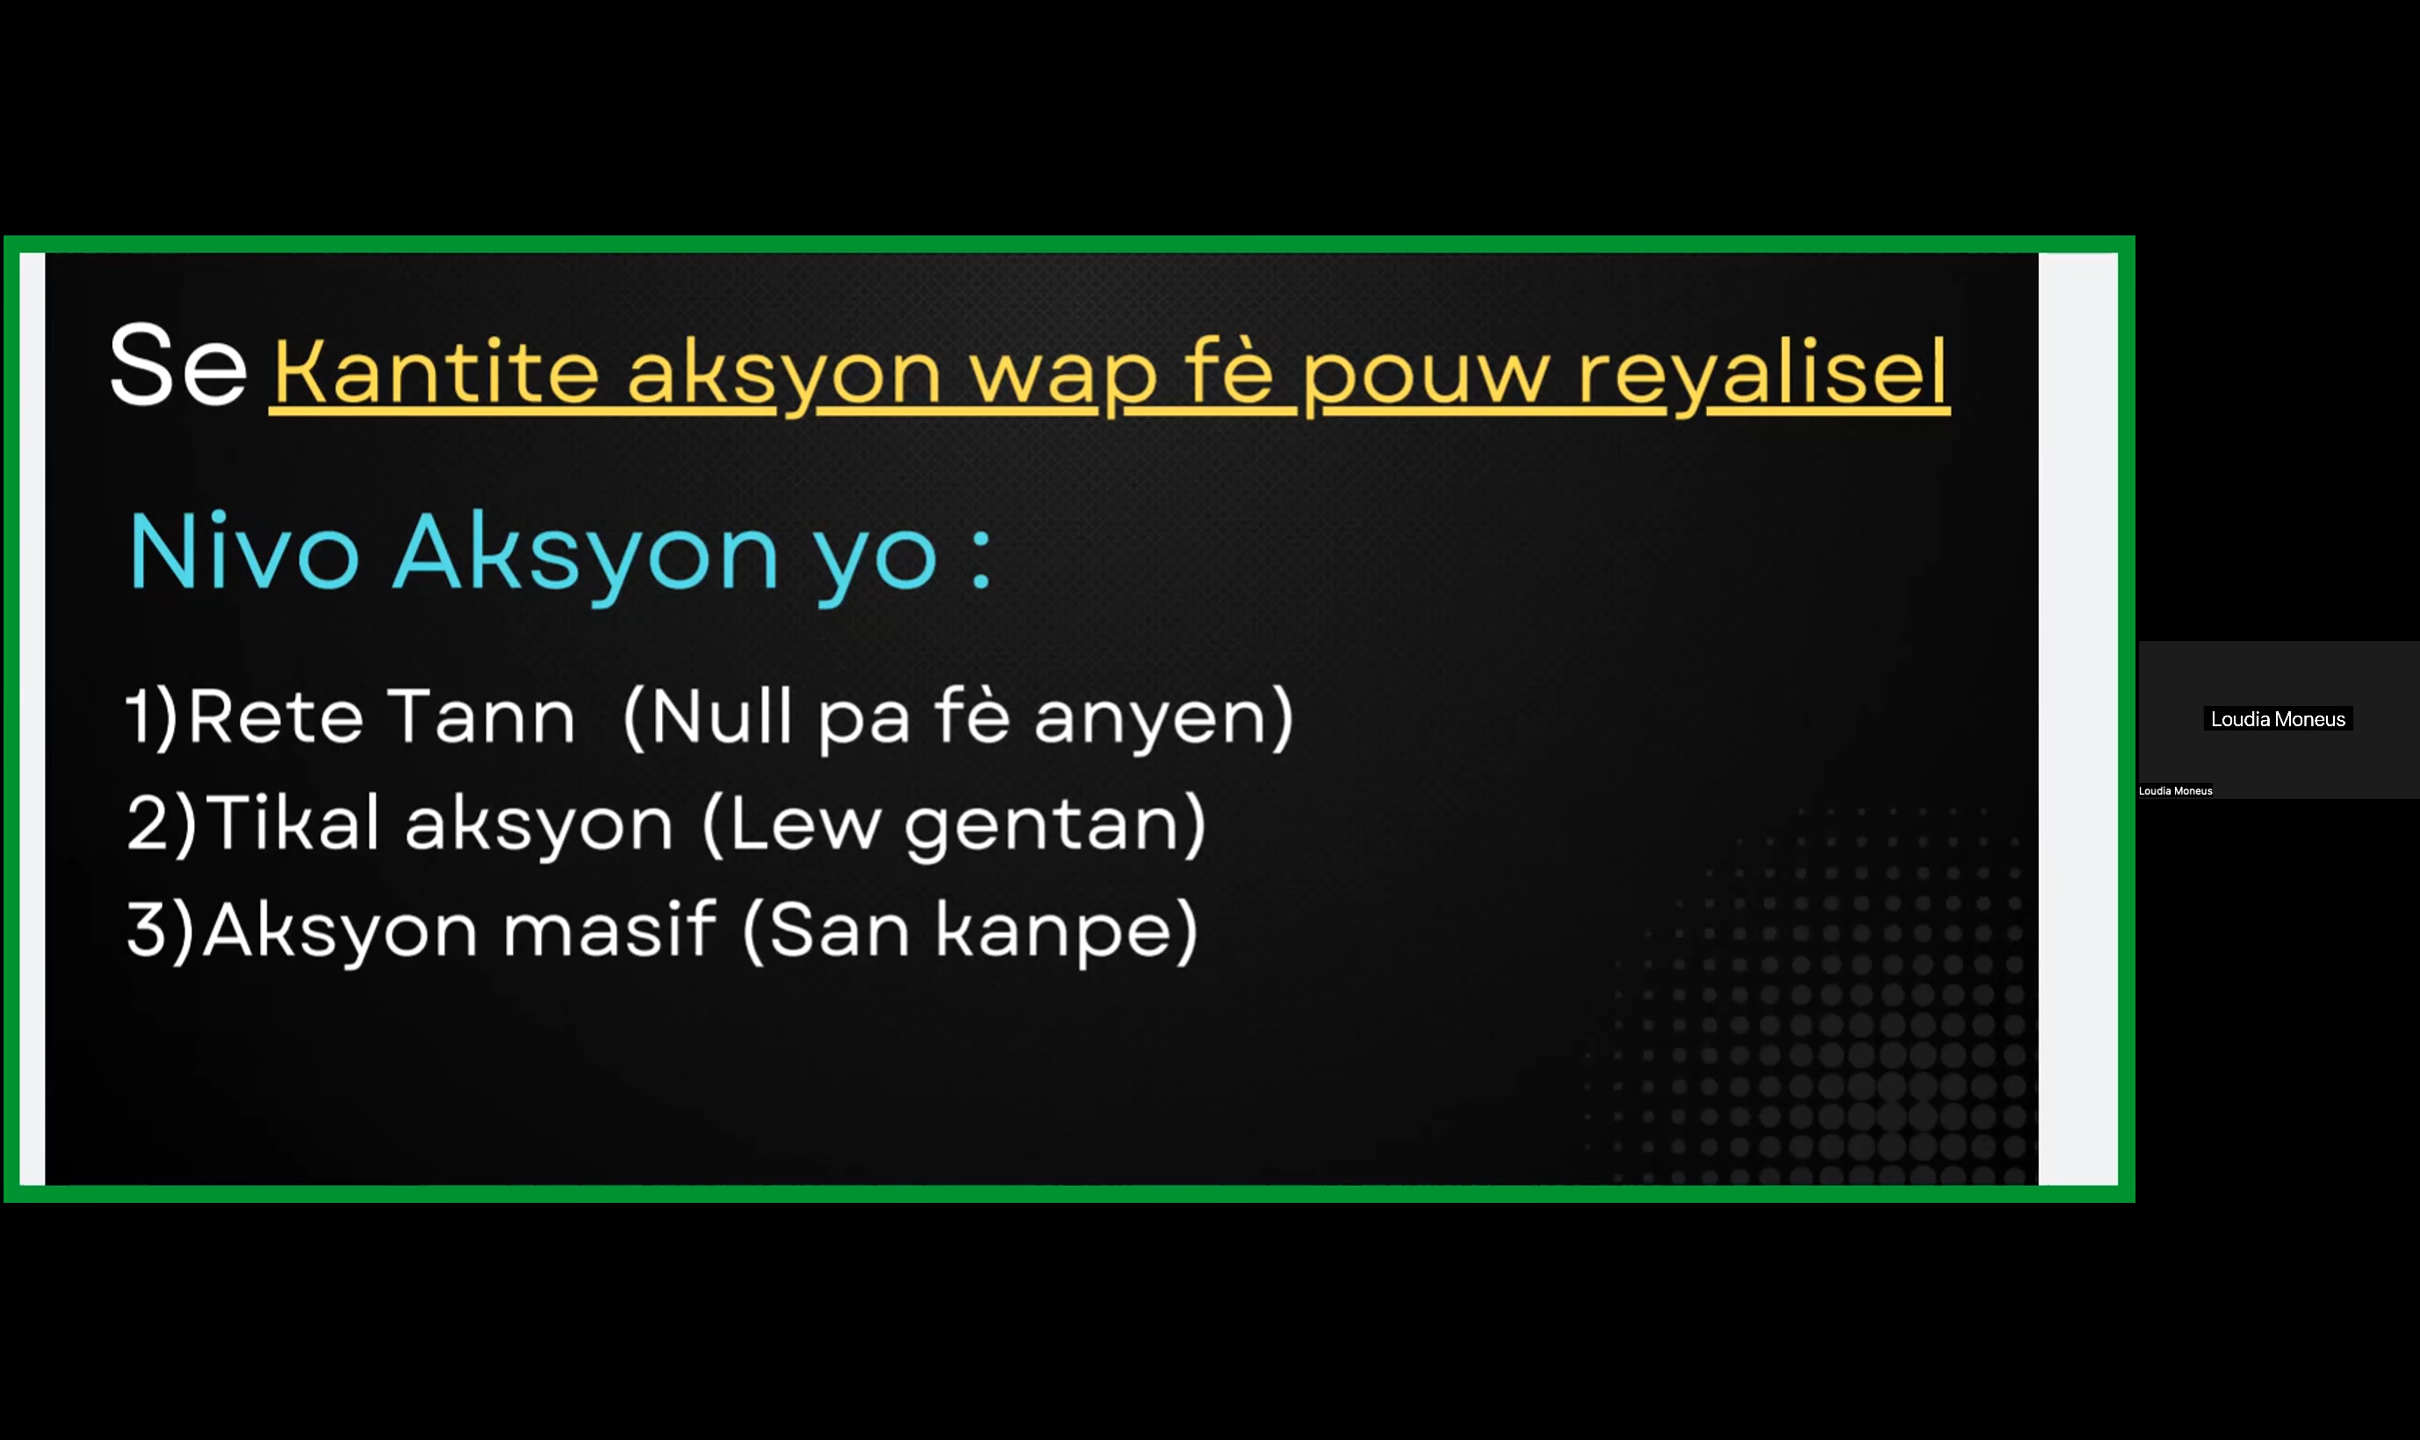 Se Kantite aksyon wap fè pouw reyalisel
Nivo Aksyon yo :
1)Rete Tann  (Null pa fè anyen)
2)Tikal aksyon (Lew gentan)
3)Aksyon masif (San kanpe)
Loudia Moneus
Loudia Moneus